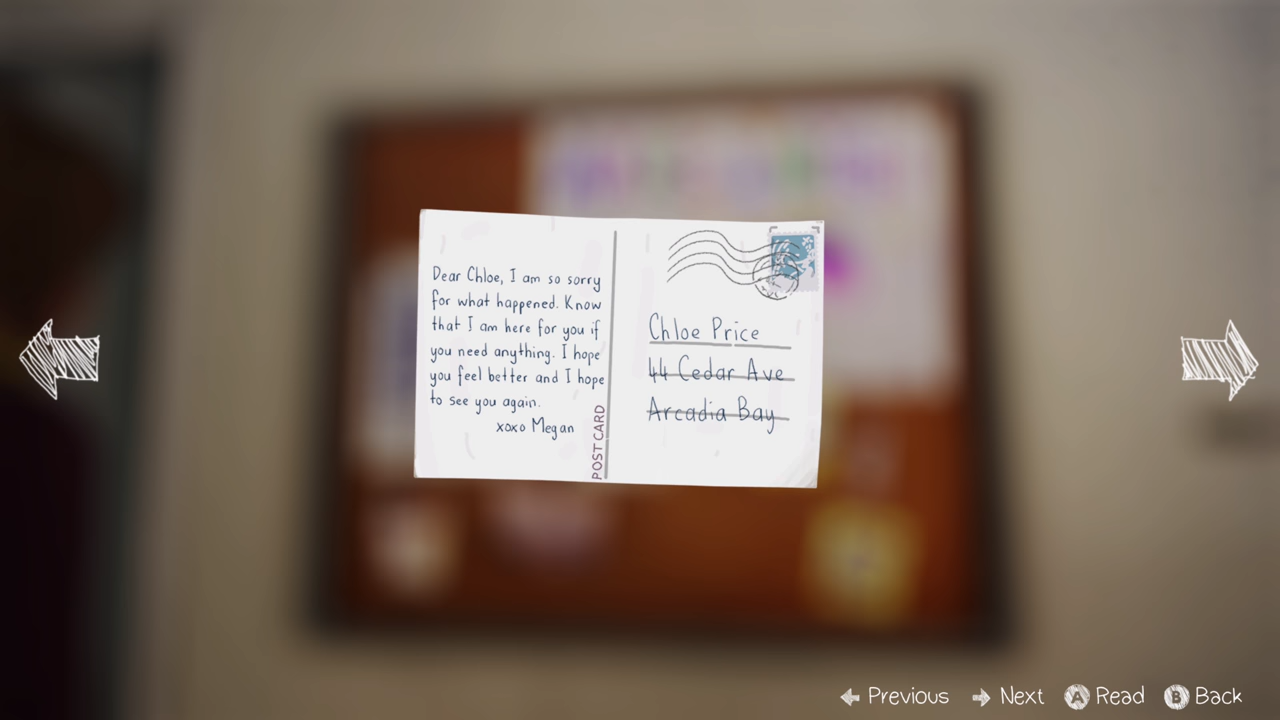 Dear Chloe, I am so sorry
for what happened. Know
that I am here for you if
you need anything. I hope
you feel better and I hope
to see you again.
xoxo Megan
POST CARD
Chloe Price
44 Cedar Ave
Arcadia Bay
Previous
Next
A Read
B Back